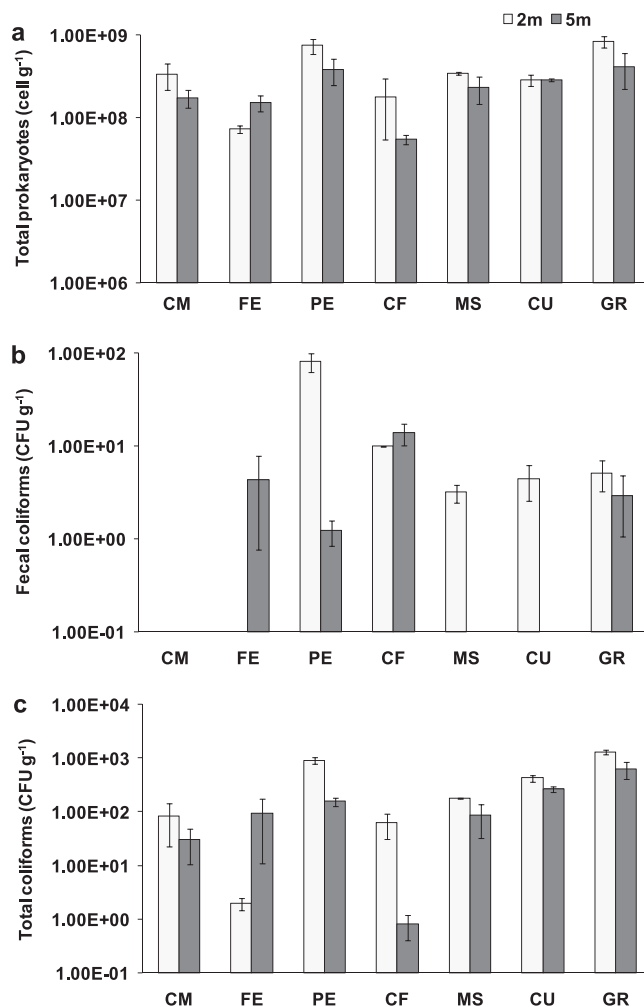 2m 5m
a
Total prokaryotes (cell g⁻¹)
1.00E+09
1.00E+08
1.00E+07
1.00E+06
CM FE PE CF MS CU GR
b
Fecal coliforms (CFU g⁻¹)
1.00E+02
1.00E+01
1.00E+00
1.00E-01
CM FE PE CF MS CU GR
c
Total coliforms (CFU g⁻¹)
1.00E+04
1.00E+03
1.00E+02
1.00E+01
1.00E+00
1.00E-01
CM FE PE CF MS CU GR